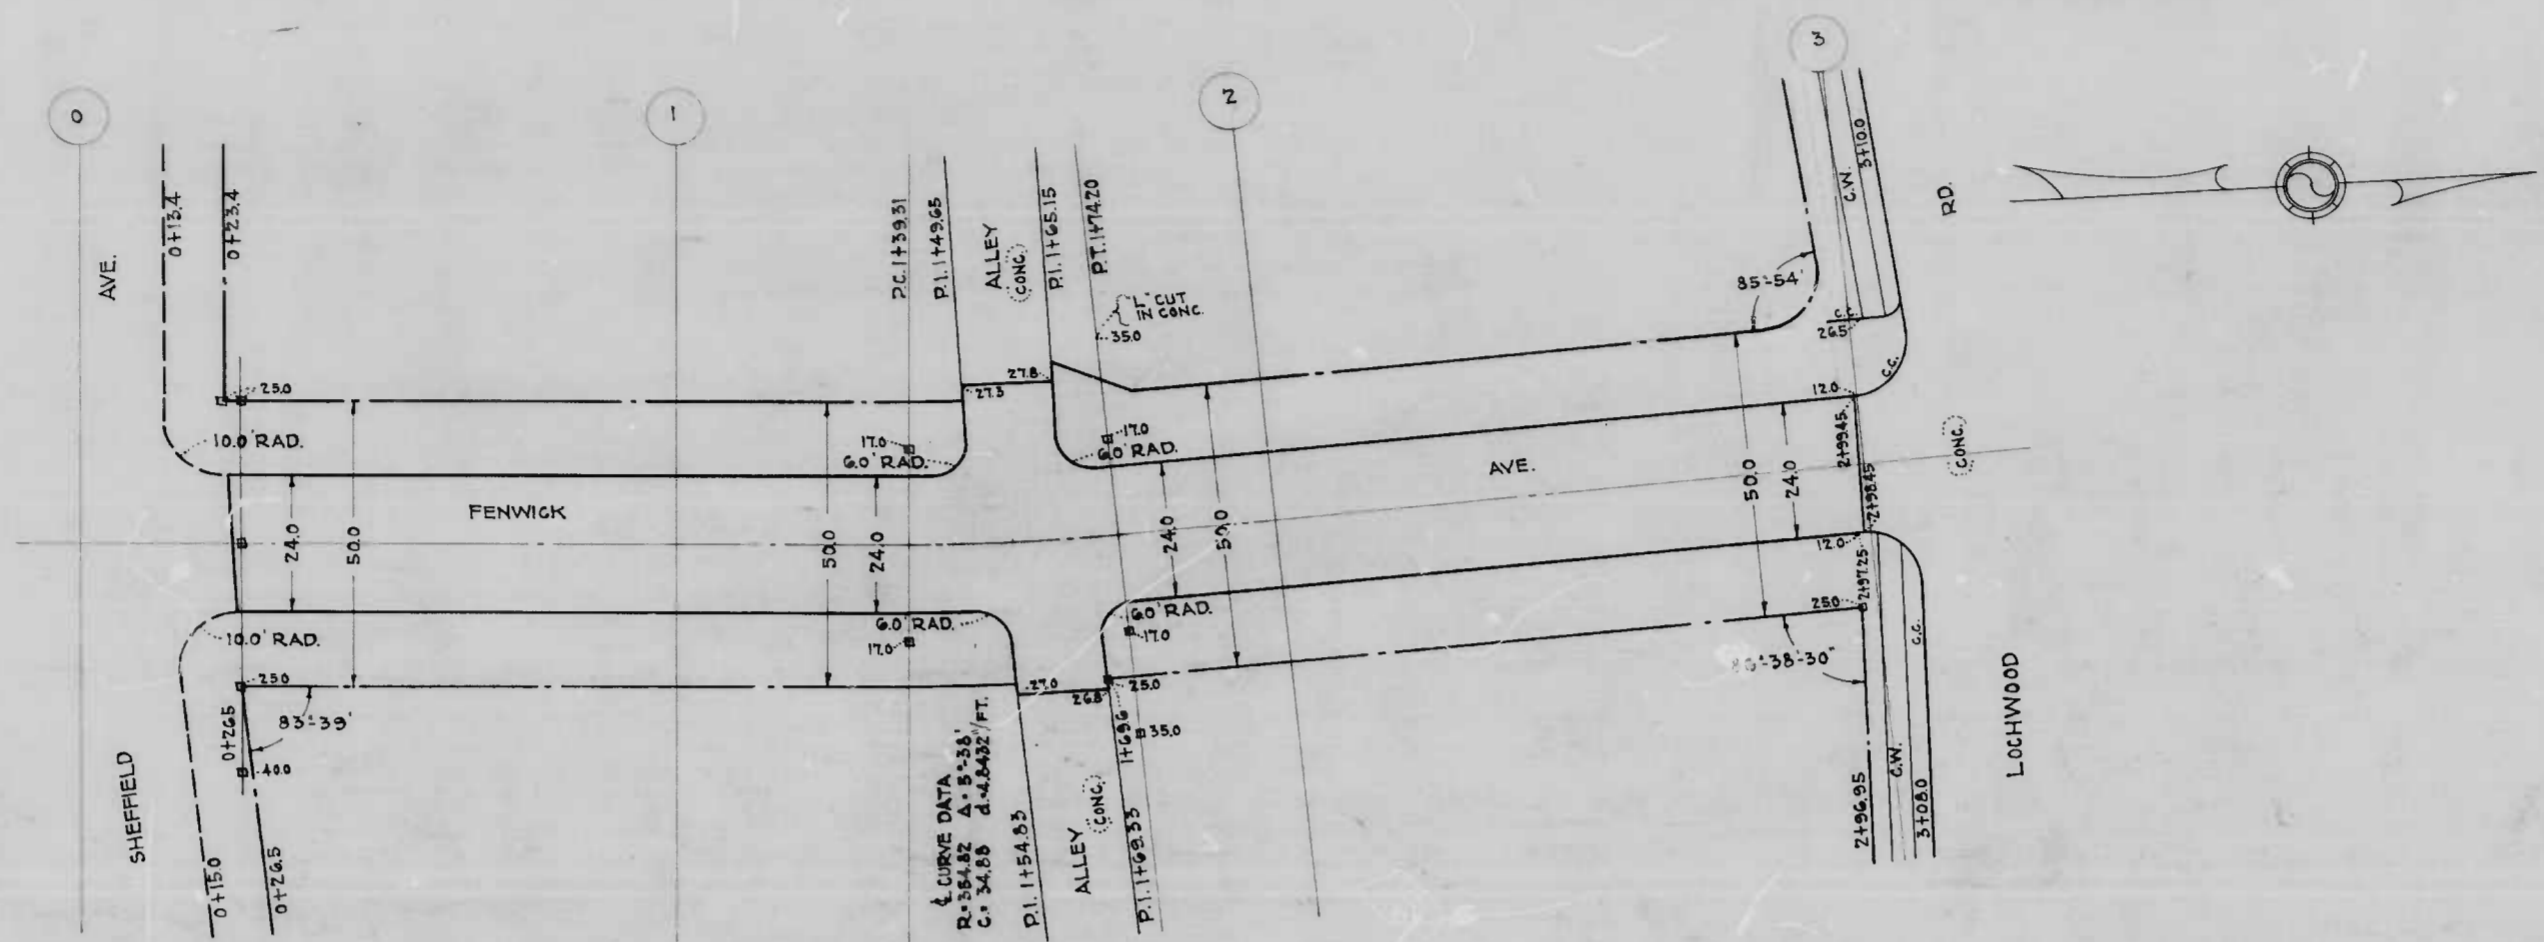 0
1
2
3
AVE.
0+13.4
0+23.4
P.C. 1+39.31
P.I. 1+49.65
ALLEY
CONC.
P.I. 1+65.15
P.T. 1+74.20
"L" CUT
IN CONC.
35.0
85°-54'
C.W.
3+10.0
RD.
C.C.
26.5
C.C.
25.0
27.3
27.8
10.0' RAD.
17.0
6.0' RAD.
17.0
6.0' RAD.
12.0
2+99.45
2+98.45
CONC.
FENWICK
AVE.
24.0
50.0
50.0
24.0
24.0
50.0
50.0
24.0
12.0
2+97.25
25.0
10.0' RAD.
6.0' RAD.
17.0
6.0' RAD.
17.0
25.0
83°-39'
0+26.5
40.0
27.0
26.8
25.0
1+69.6
35.0
°-38'-30"
C.C.
SHEFFIELD
0+15.0
0+26.5
℄ CURVE DATA
R=354.82 Δ=5°-38'
C.=34.88 d.=4.8432'/FT.
P.I. 1+54.83
ALLEY
CONC.
P.I. 1+69.33
2+96.95
C.W.
3+08.0
LOCHWOOD